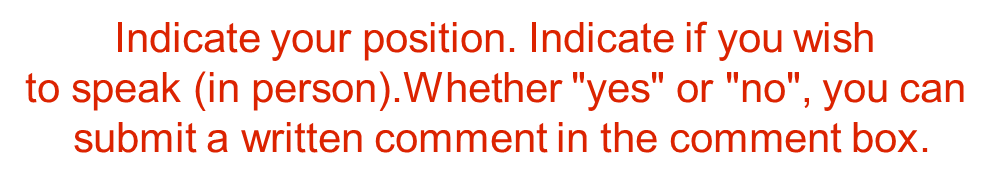 Indicate your position. Indicate if you wish
to speak (in person).Whether "yes" or "no", you can
submit a written comment in the comment box.